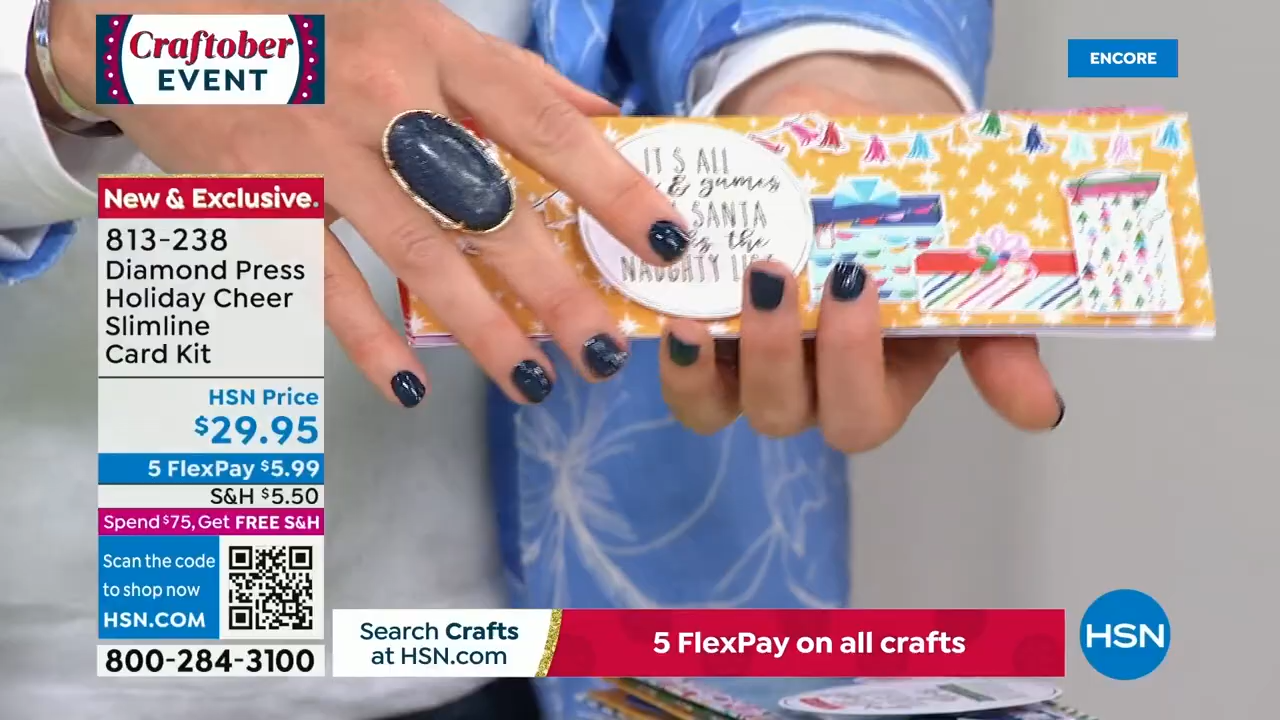 Craftober
EVENT
ENCORE
New & Exclusive.
813-238
Diamond Press
Holiday Cheer
Slimline
Card Kit
HSN Price
$29.95
5 FlexPay $5.99
S&H $5.50
Spend $75, Get FREE S&H
Scan the code
to shop now
HSN.COM
800-284-3100
IT'S ALL
& games
SANTA
the
NAUGHTY
Search Crafts
at HSN.com
5 FlexPay on all crafts
HSN